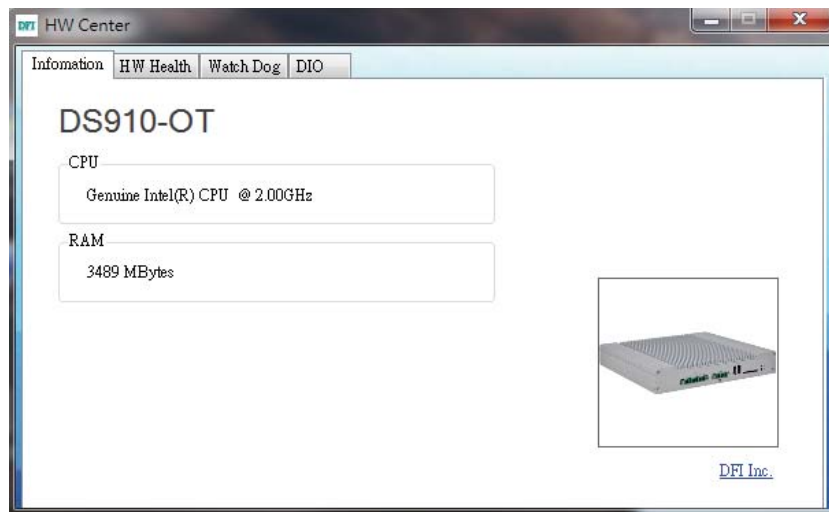 DFI HW Center
Infomation HW Health Watch Dog DIO
DS910-OT
CPU
Genuine Intel(R) CPU @ 2.00GHz
RAM
3489 MBytes
DFI Inc.